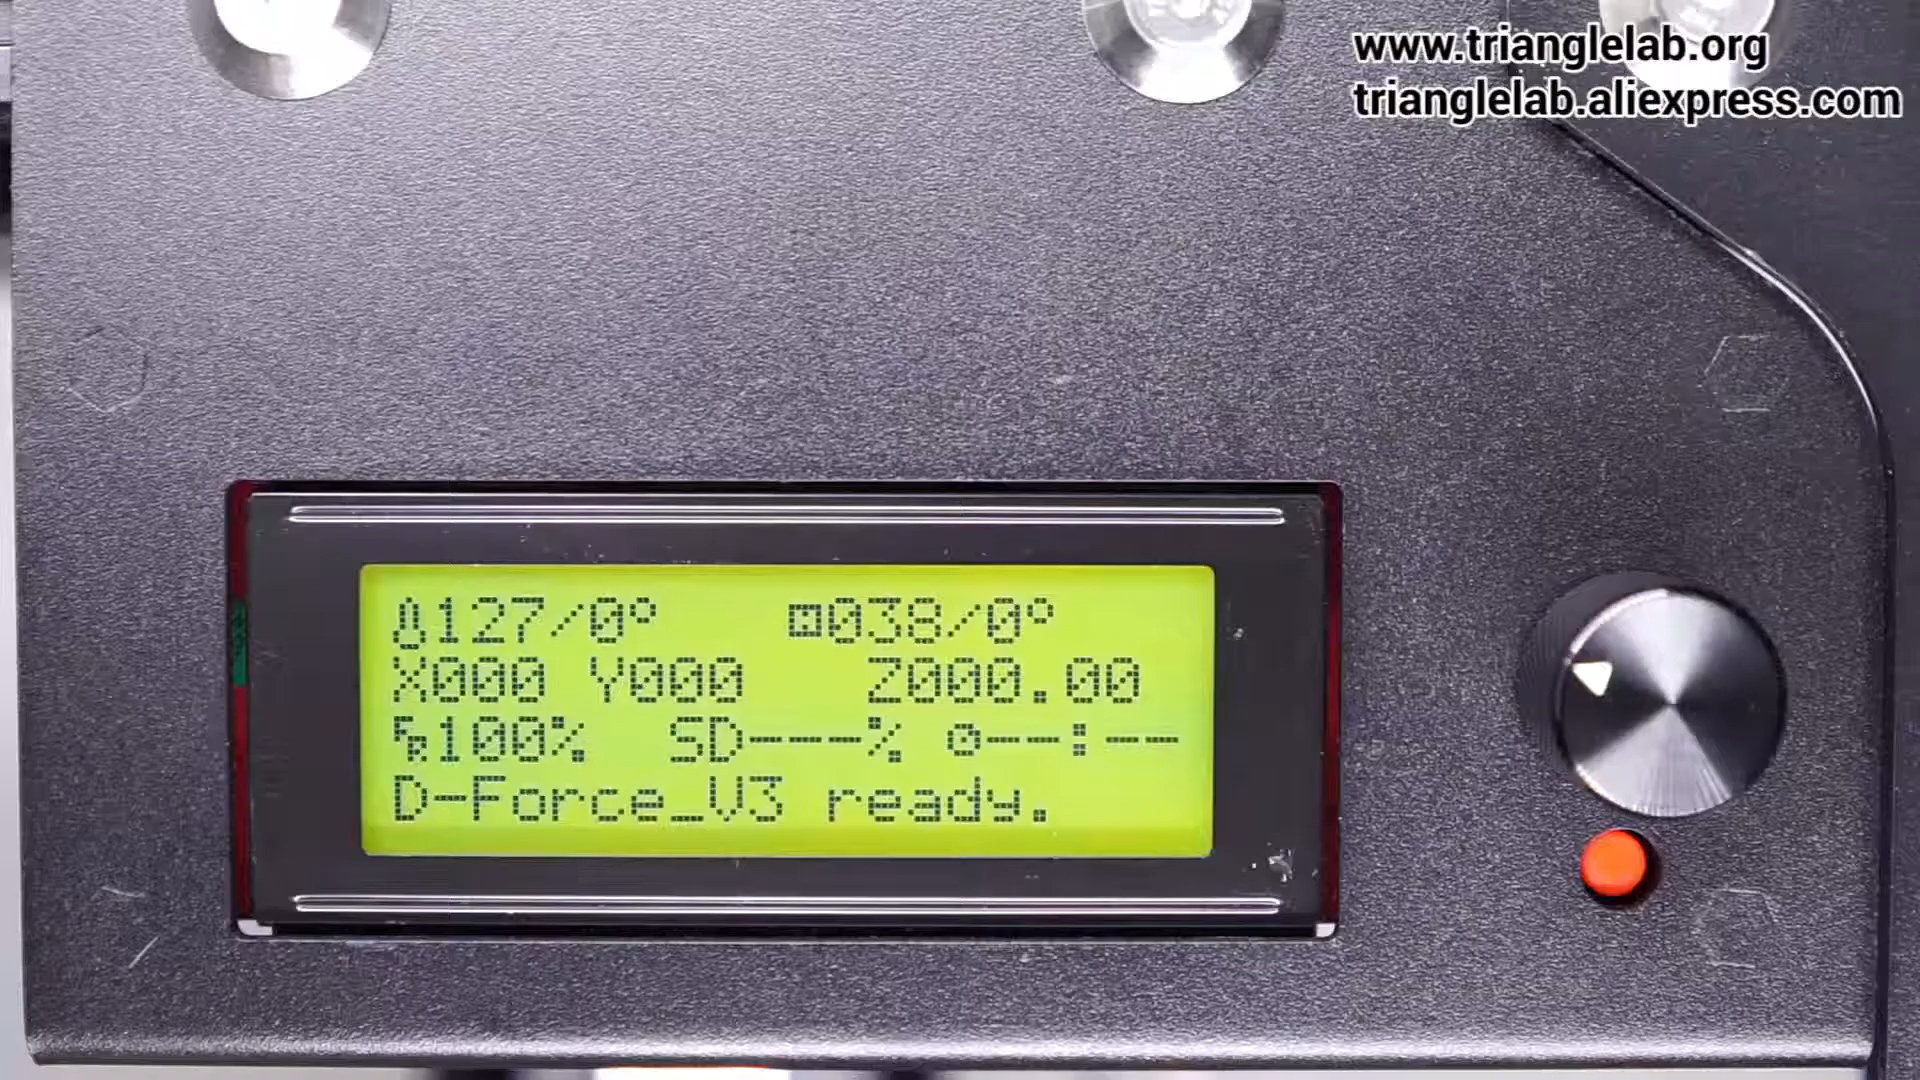 www.trianglelab.org
trianglelab.aliexpress.com
127/0° 038/0°
X000 Y000 Z000.00
100% SD---% --:--
D-Force_V3 ready.